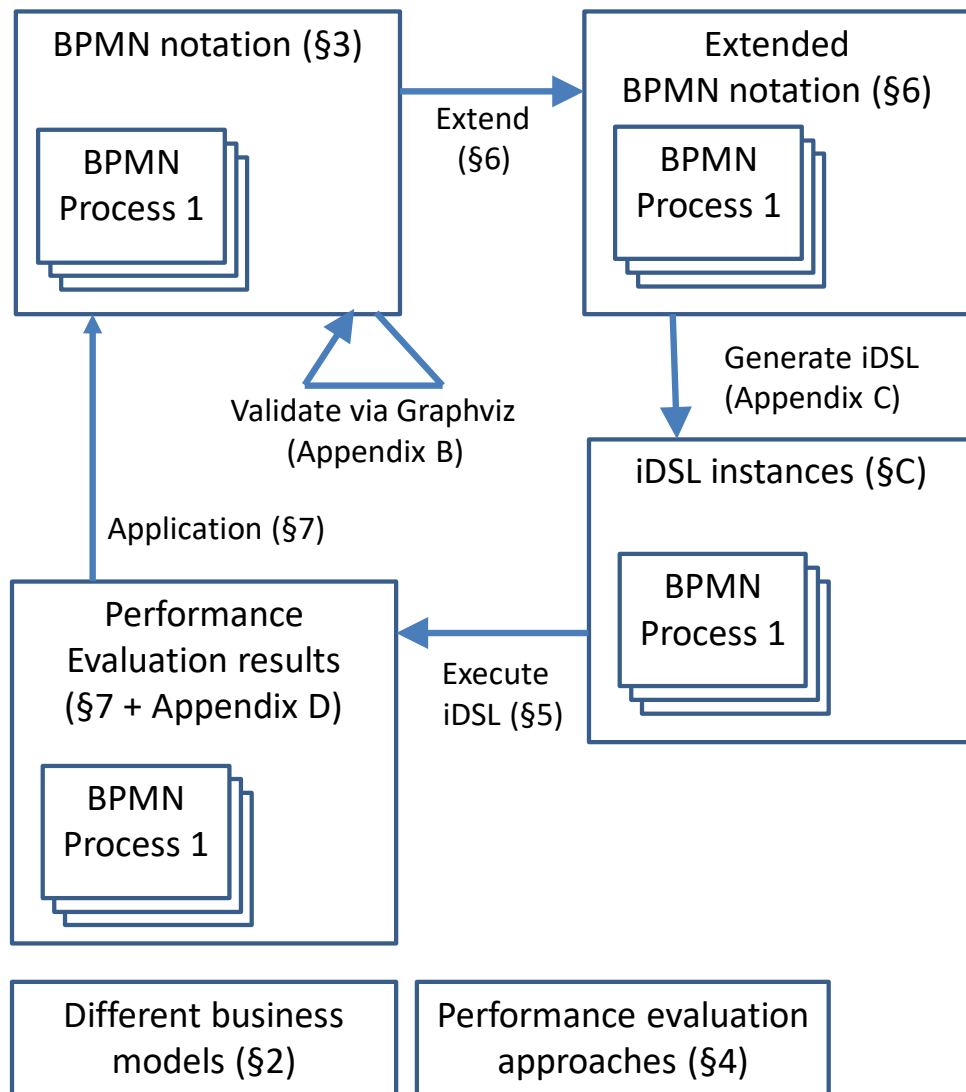 BPMN notation (§3)
BPMN
Process 1
Extend
(§6)
Extended
BPMN notation (§6)
BPMN
Process 1
Validate via Graphviz
(Appendix B)
Generate iDSL
(Appendix C)
iDSL instances (§C)
BPMN
Process 1
Application (§7)
Execute
iDSL (§5)
Performance
Evaluation results
(§7 + Appendix D)
BPMN
Process 1
Different business
models (§2)
Performance evaluation
approaches (§4)